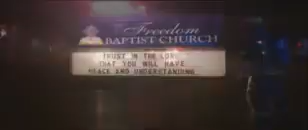 Freedom
BAPTIST CHURCH
TRUST IN THE LORD
THAT YOU WILL HAVE
PEACE AND UNDERSTANDING